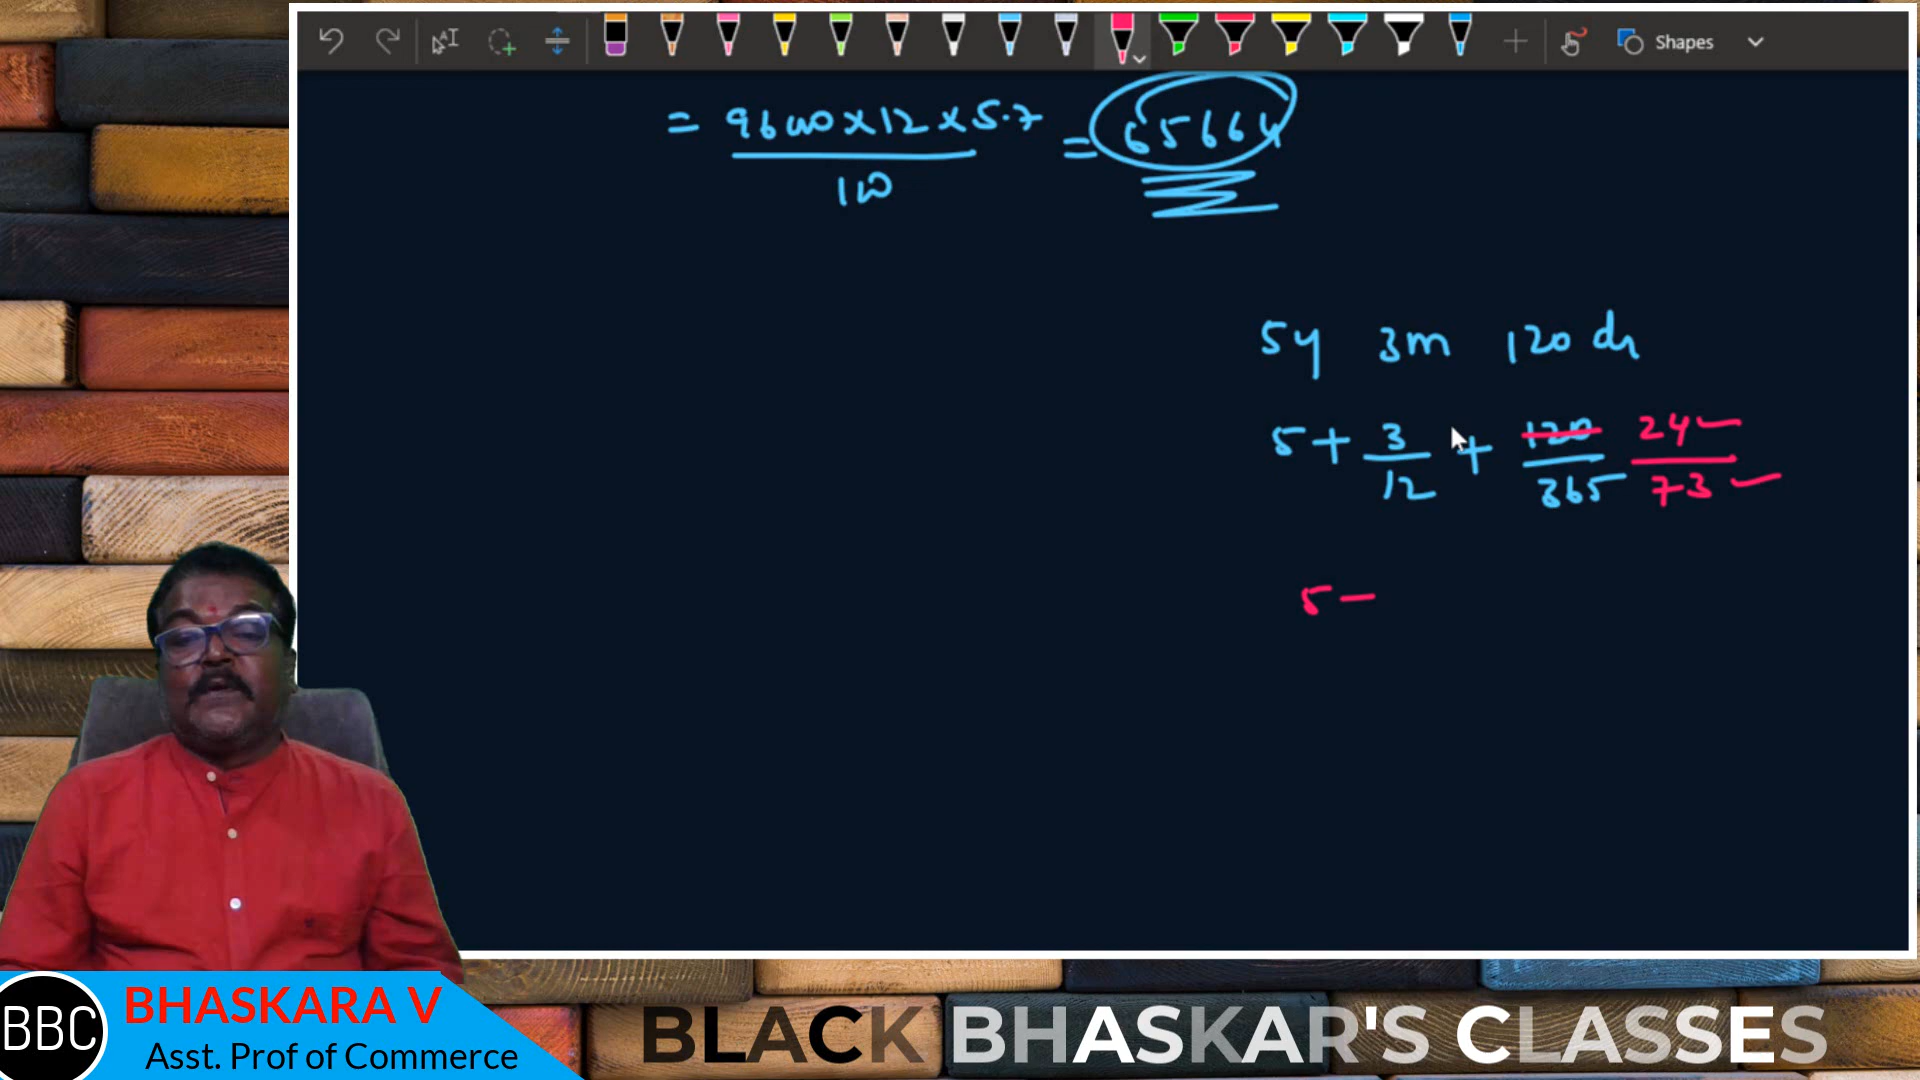 Shapes
= 9600 x 12 x 5.7 = 65664
100
5y 3m 120 ds
5 + 3/12 + 120/365 24/73
5 -
BBC
BHASKARA V
Asst. Prof of Commerce
BLACK BHASKAR'S CLASSES